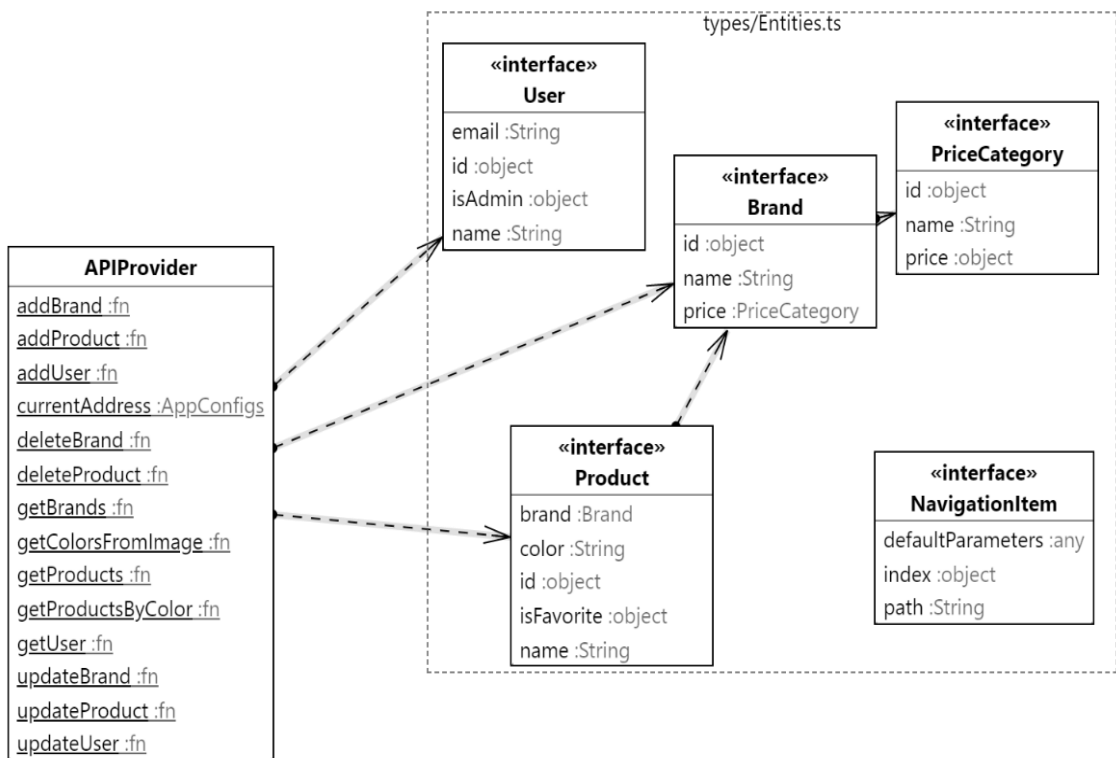 types/Entities.ts
«interface»
User
email :String
id :object
isAdmin :object
name :String
«interface»
PriceCategory
id :object
name :String
price :object
«interface»
Brand
id :object
name :String
price :PriceCategory
APIProvider
addBrand :fn
addProduct :fn
addUser :fn
currentAddress :AppConfigs
deleteBrand :fn
deleteProduct :fn
getBrands :fn
getColorsFromImage :fn
getProducts :fn
getProductsByColor :fn
getUser :fn
updateBrand :fn
updateProduct :fn
updateUser :fn
«interface»
Product
brand :Brand
color :String
id :object
isFavorite :object
name :String
«interface»
NavigationItem
defaultParameters :any
index :object
path :String